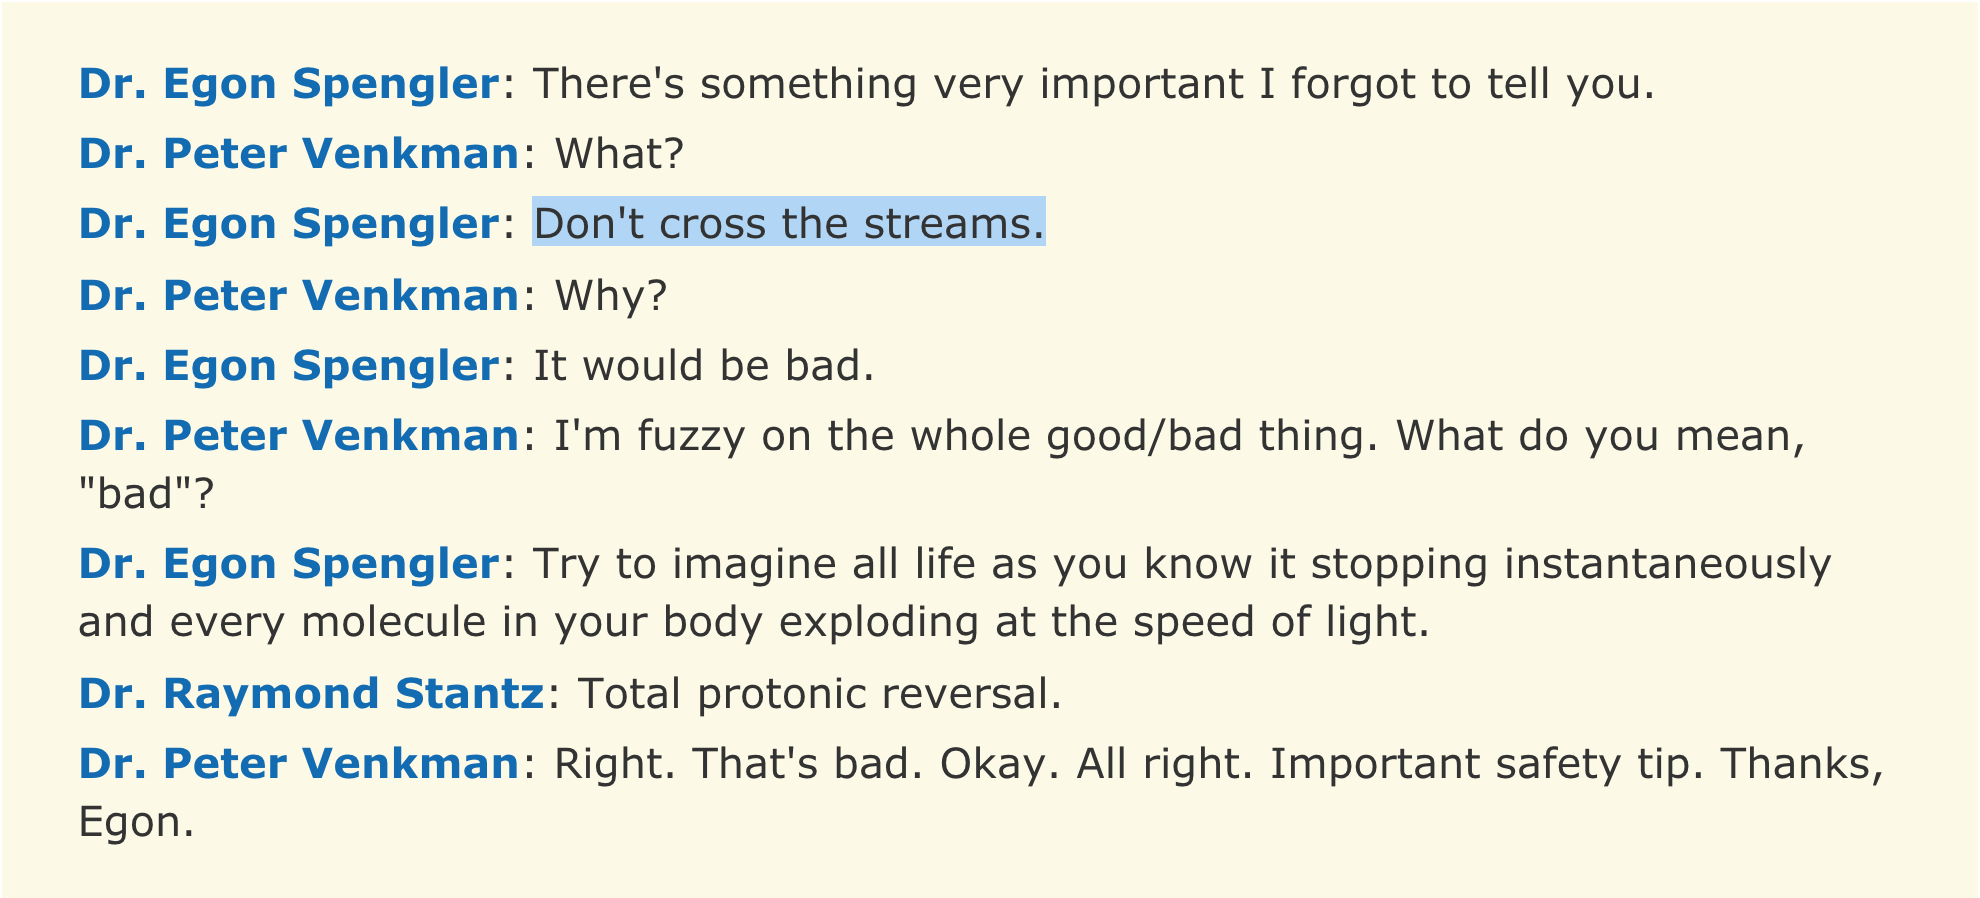 Dr. Egon Spengler: There's something very important I forgot to tell you.
Dr. Peter Venkman: What?
Dr. Egon Spengler: Don't cross the streams.
Dr. Peter Venkman: Why?
Dr. Egon Spengler: It would be bad.
Dr. Peter Venkman: I'm fuzzy on the whole good/bad thing. What do you mean,
"bad"?
Dr. Egon Spengler: Try to imagine all life as you know it stopping instantaneously
and every molecule in your body exploding at the speed of light.
Dr. Raymond Stantz: Total protonic reversal.
Dr. Peter Venkman: Right. That's bad. Okay. All right. Important safety tip. Thanks,
Egon.